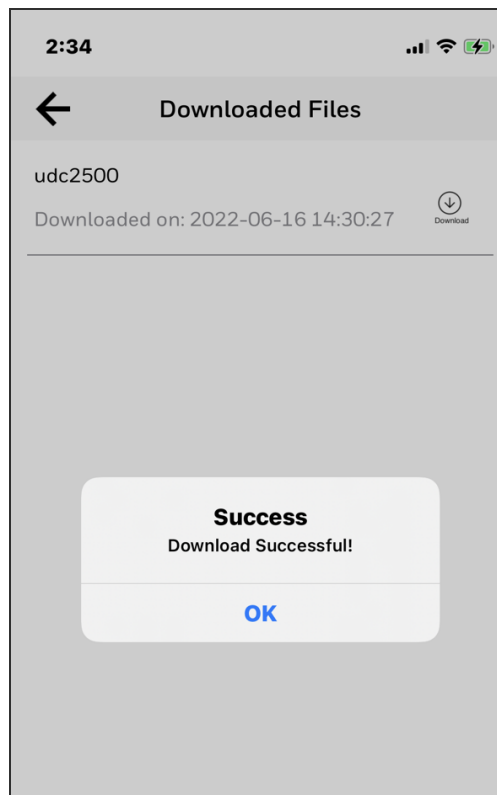 2:34
Downloaded Files
udc2500
Downloaded on: 2022-06-16 14:30:27
Download
Success
Download Successful!
OK